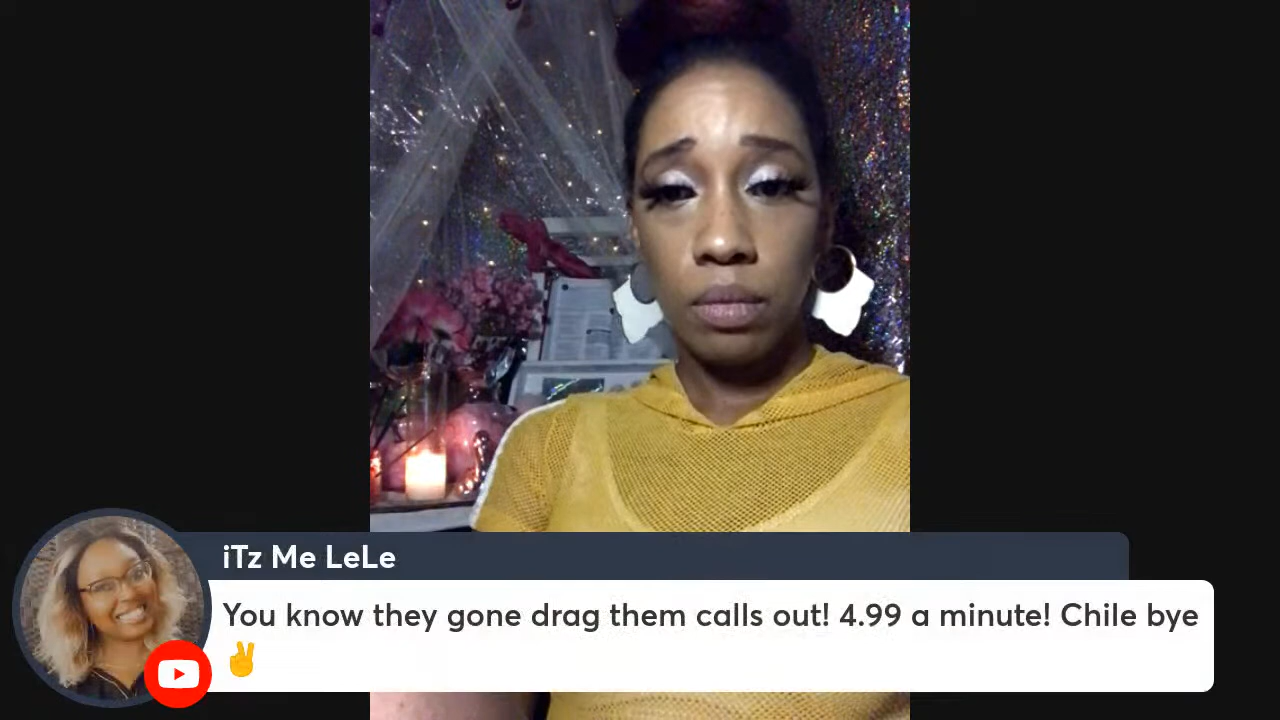 iTz Me LeLe
You know they gone drag them calls out! 4.99 a minute! Chile bye
✌